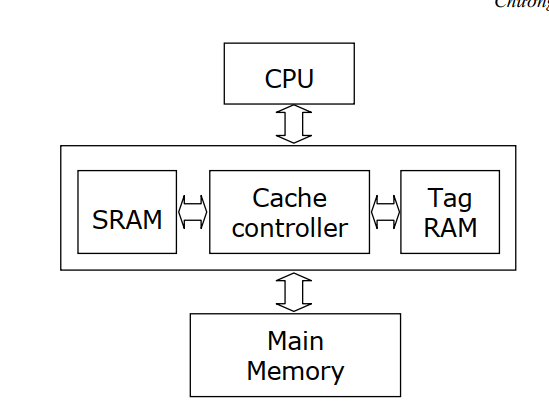 CPU
SRAM
Cache
controller
Tag
RAM
Main
Memory